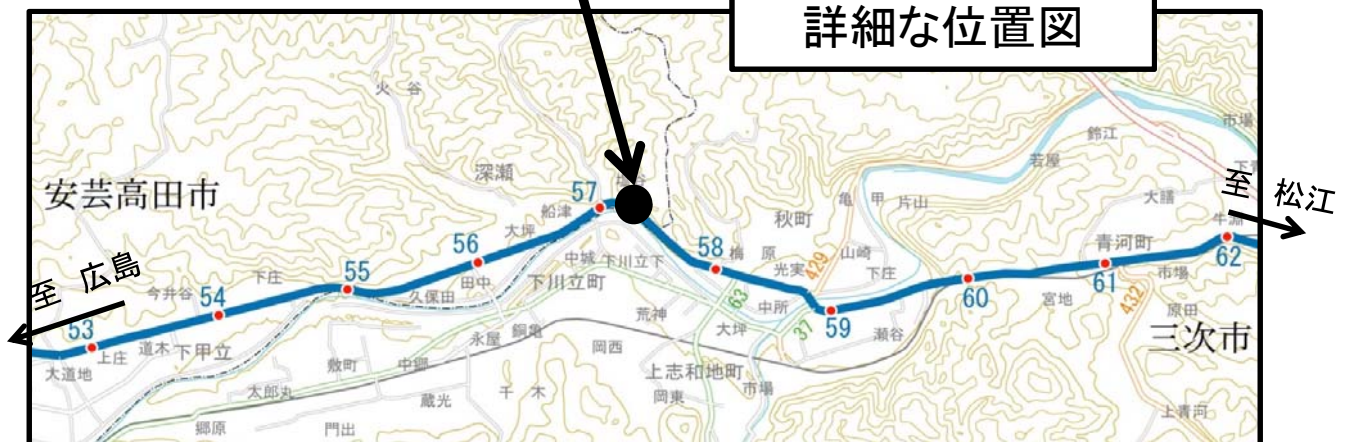 詳細な位置図
火谷
市場
鈴江
若屋
深瀬
安芸高田市
57
船津
大坪
56
秋町
亀甲
片山
大膳
至 松江
牛淵
青河町
62
58
梅原
光実
429
山崎
下庄
至 広島
下庄
55
中城
下川立下
下川立町
田中
久保田
今井谷
54
53
上庄
道木
下甲立
大道地
63
中所
37
59
60
61
宮地
市場
432
原田
三次市
荒神
大坪
瀬谷
永屋
銅亀
岡西
敷町
中郷
上志和地町
市場
太郎丸
千木
岡東
蔵光
上青河
郷原
門出